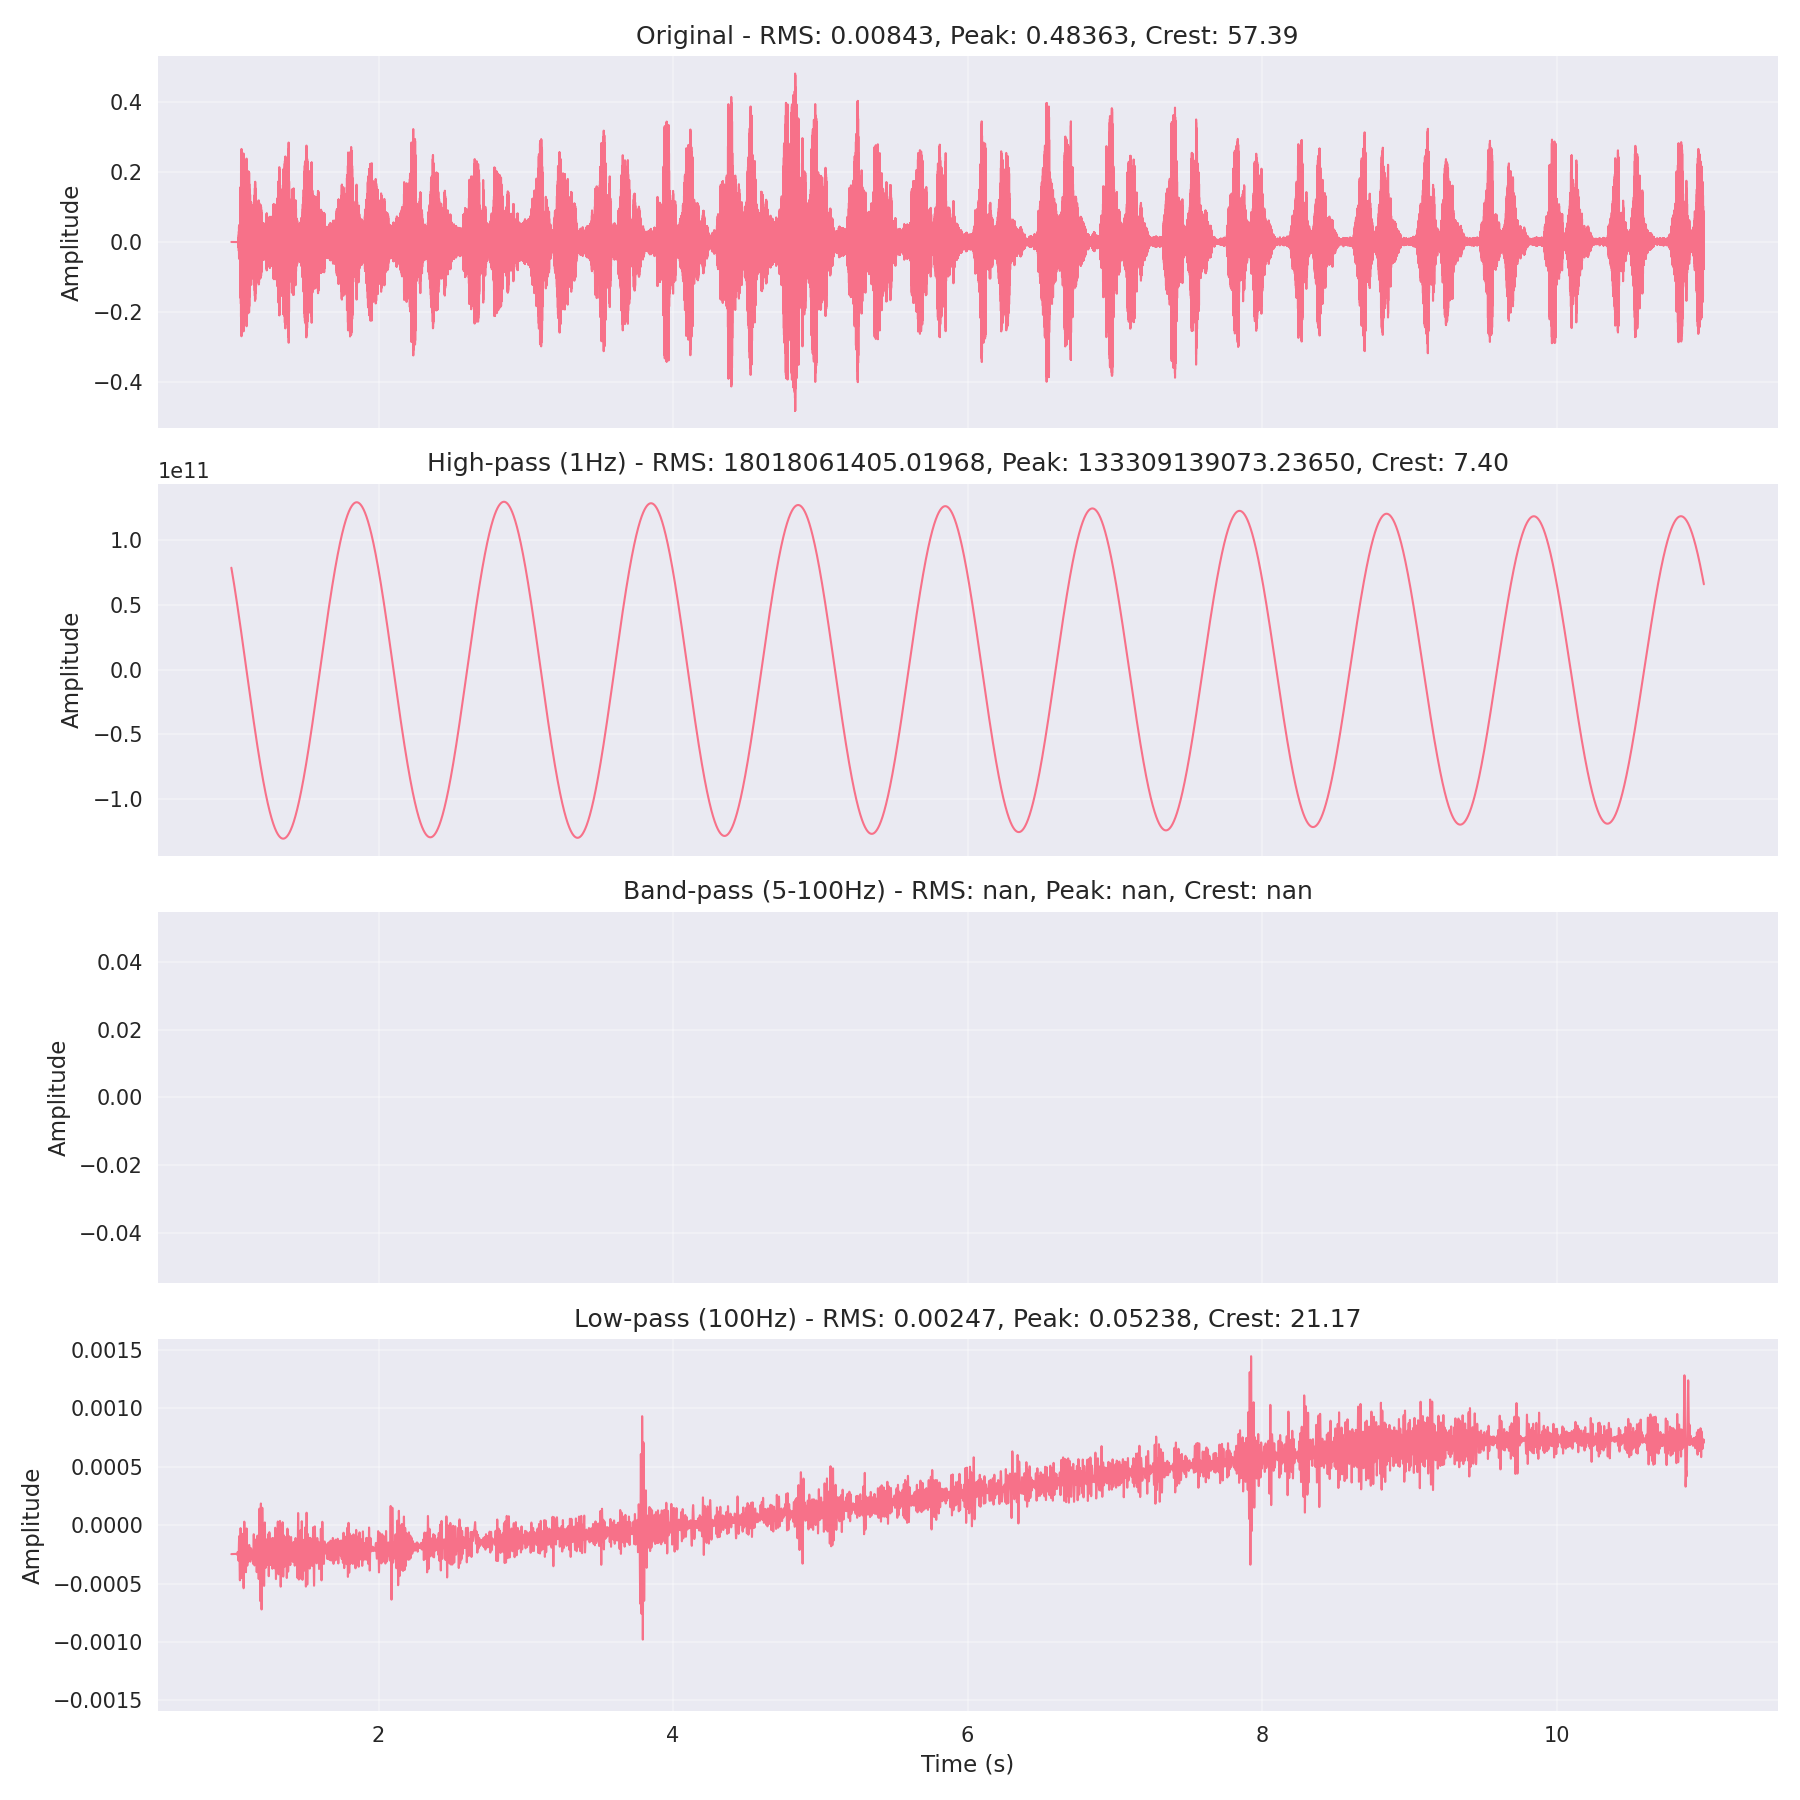 Original - RMS: 0.00843, Peak: 0.48363, Crest: 57.39
0.4
0.2
0.0
−0.2
−0.4
Amplitude
High-pass (1Hz) - RMS: 18018061405.01968, Peak: 133309139073.23650, Crest: 7.40
1e11
1.0
0.5
0.0
−0.5
−1.0
Amplitude
Band-pass (5-100Hz) - RMS: nan, Peak: nan, Crest: nan
0.04
0.02
0.00
−0.02
−0.04
Amplitude
Low-pass (100Hz) - RMS: 0.00247, Peak: 0.05238, Crest: 21.17
0.0015
0.0010
0.0005
0.0000
−0.0005
−0.0010
−0.0015
Amplitude
2 4 6 8 10
Time (s)